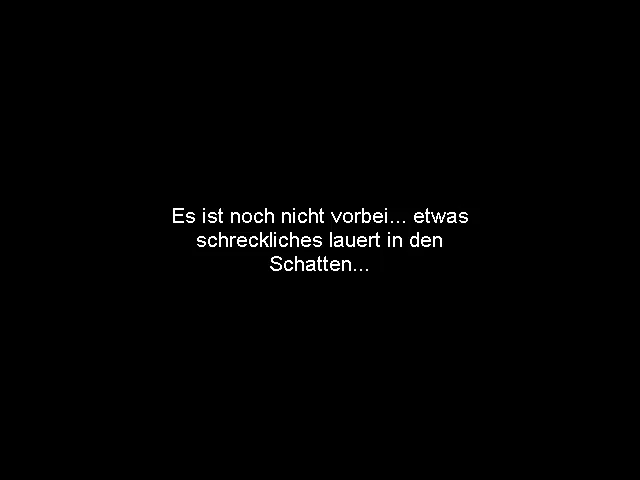 Es ist noch nicht vorbei... etwas
schreckliches lauert in den
Schatten...